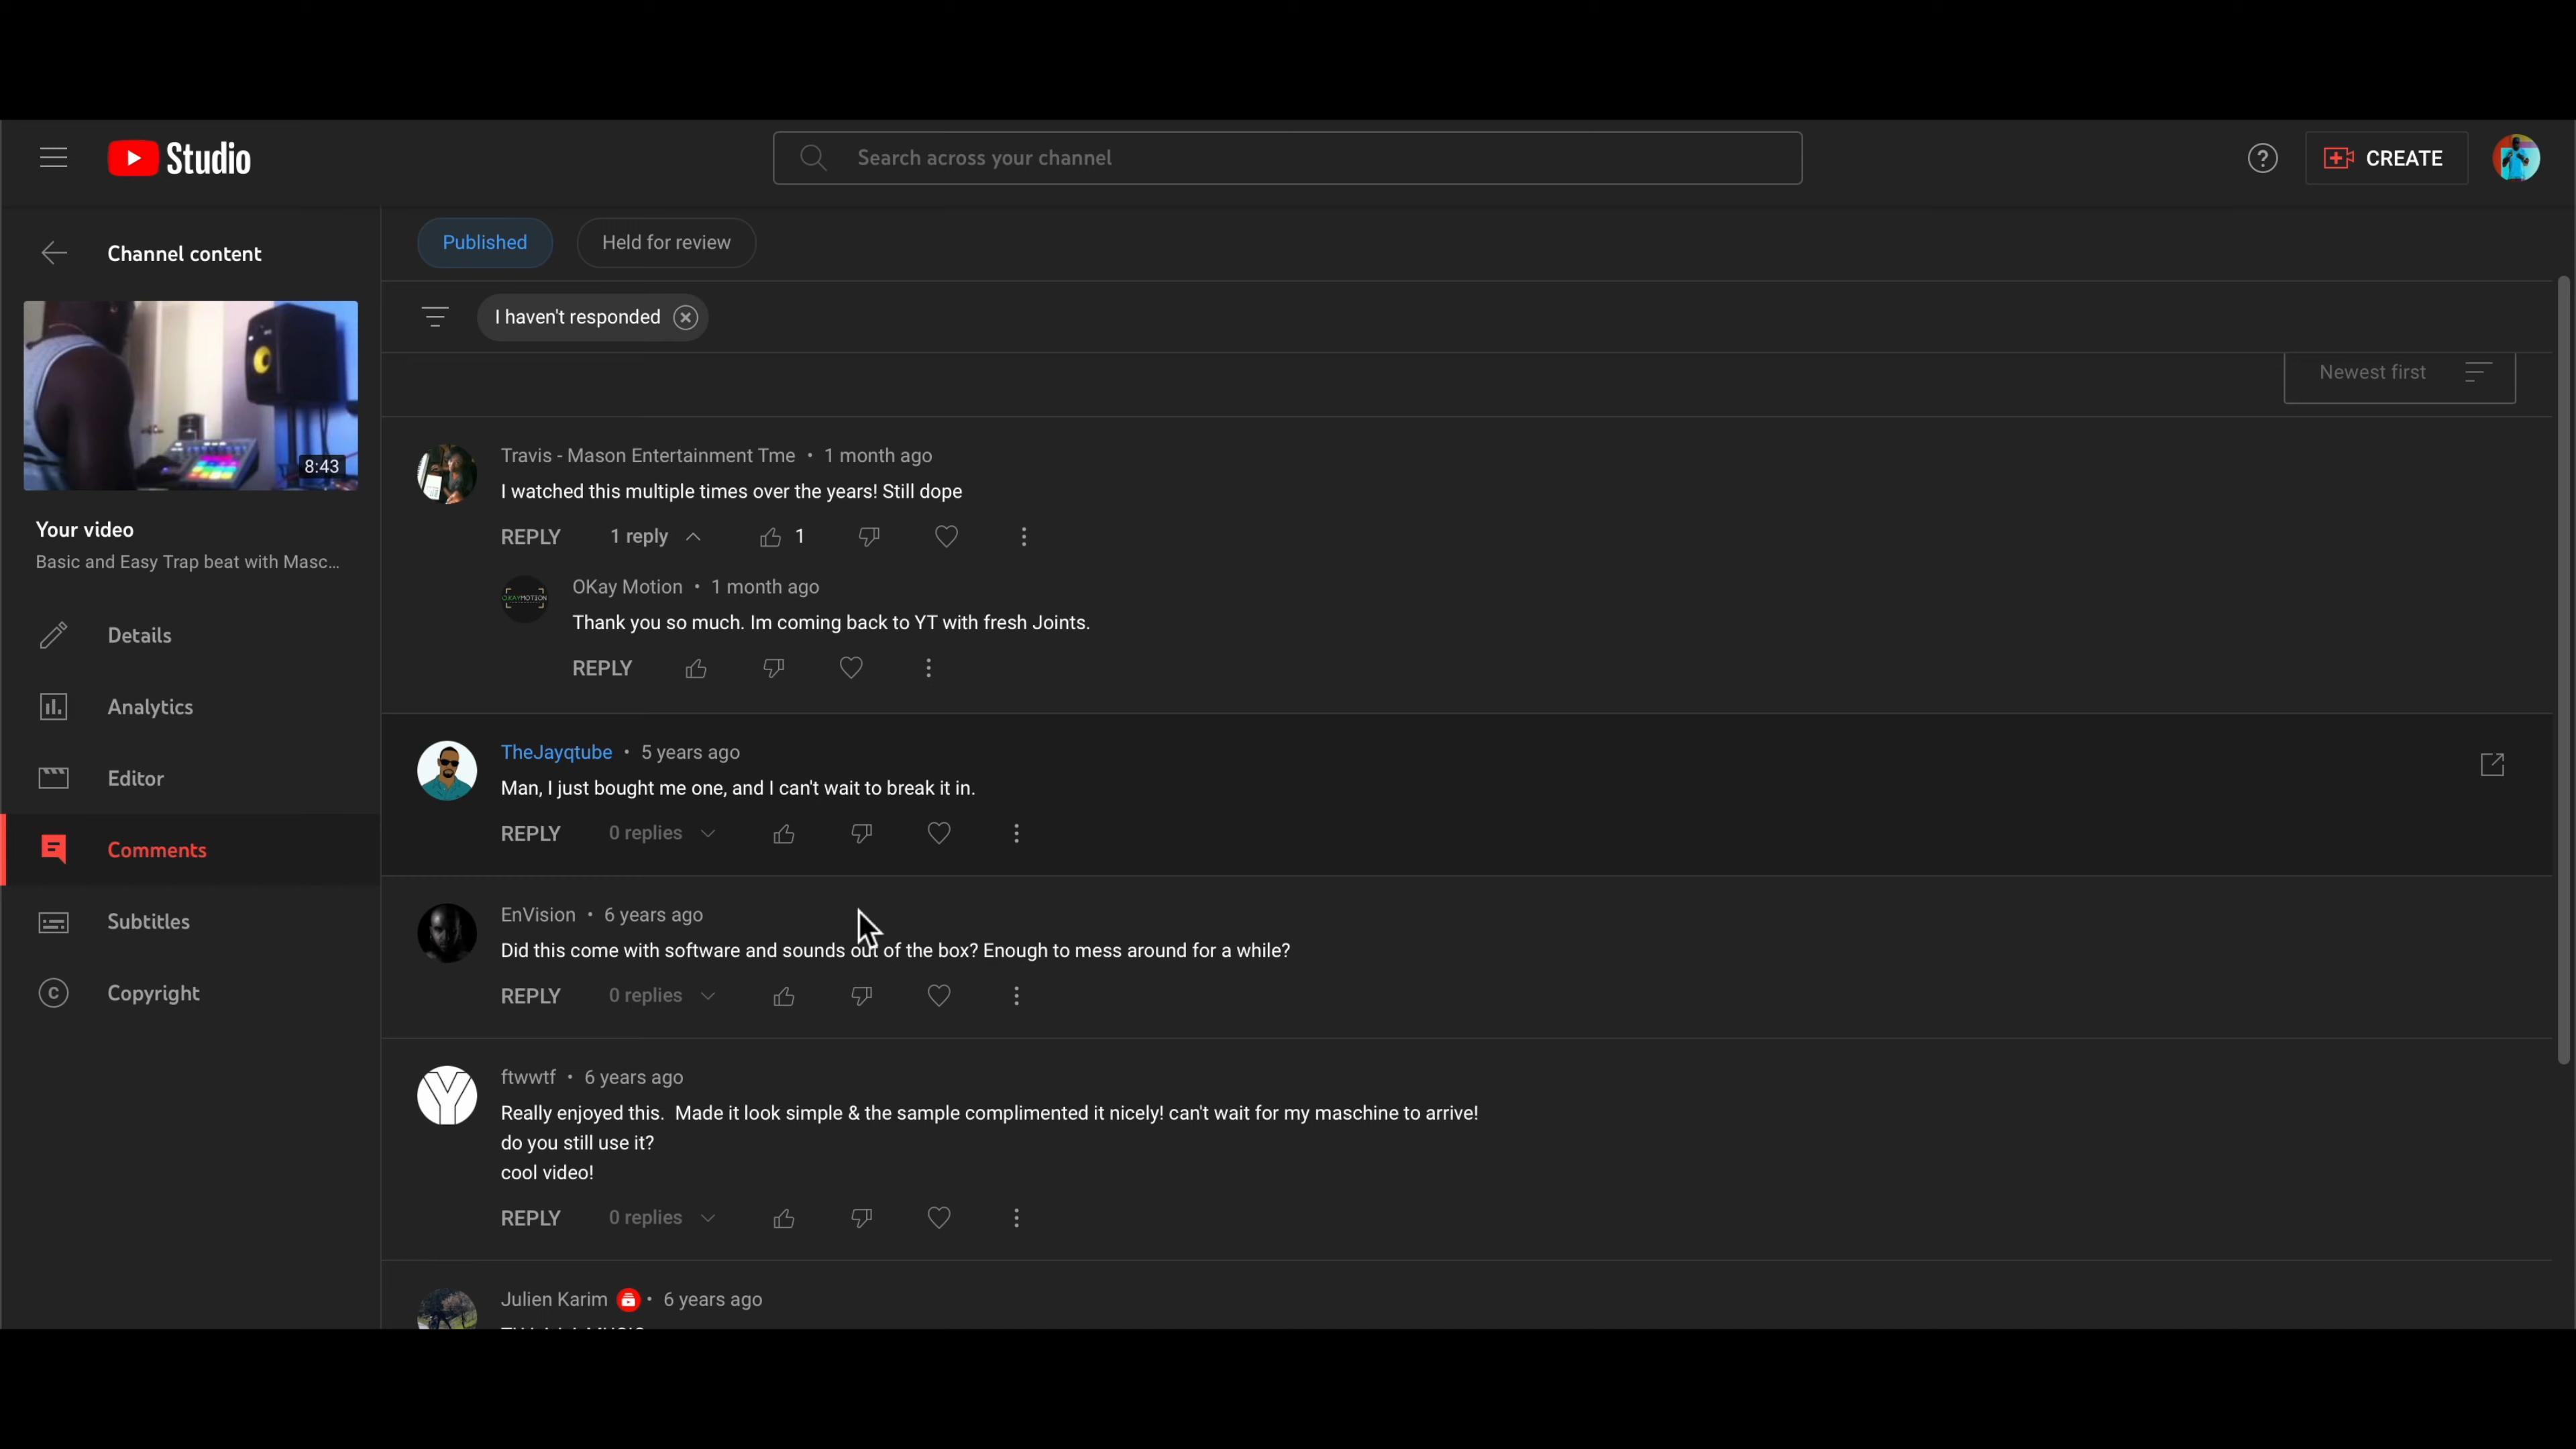 Studio
Search across your channel
CREATE
Channel content
8:43
Your video
Basic and Easy Trap beat with Masc...
Details
Analytics
Editor
Comments
Subtitles
Copyright
Published
Held for review
I haven't responded
Newest first
Travis - Mason Entertainment Tme • 1 month ago
I watched this multiple times over the years! Still dope
REPLY 1 reply 1
OKAYMOTION
OKay Motion • 1 month ago
Thank you so much. Im coming back to YT with fresh Joints.
REPLY
TheJayqtube • 5 years ago
Man, I just bought me one, and I can't wait to break it in.
REPLY 0 replies
EnVision • 6 years ago
Did this come with software and sounds out of the box? Enough to mess around for a while?
REPLY 0 replies
Y
ftwwtf • 6 years ago
Really enjoyed this.  Made it look simple & the sample complimented it nicely! can't wait for my maschine to arrive!
do you still use it?
cool video!
REPLY 0 replies
Julien Karim • 6 years ago